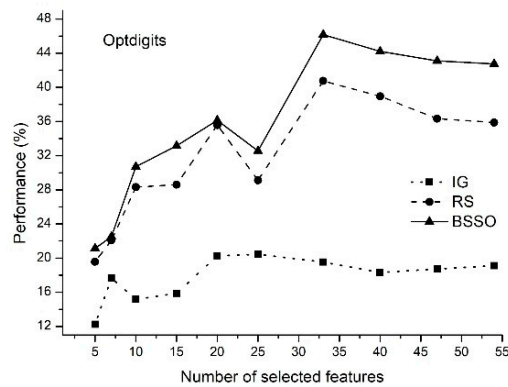 Optdigits
48
44
40
36
32
28
24
20
16
12
Performance (%)
IG
RS
BSSO
5 10 15 20 25 30 35 40 45 50 55
Number of selected features